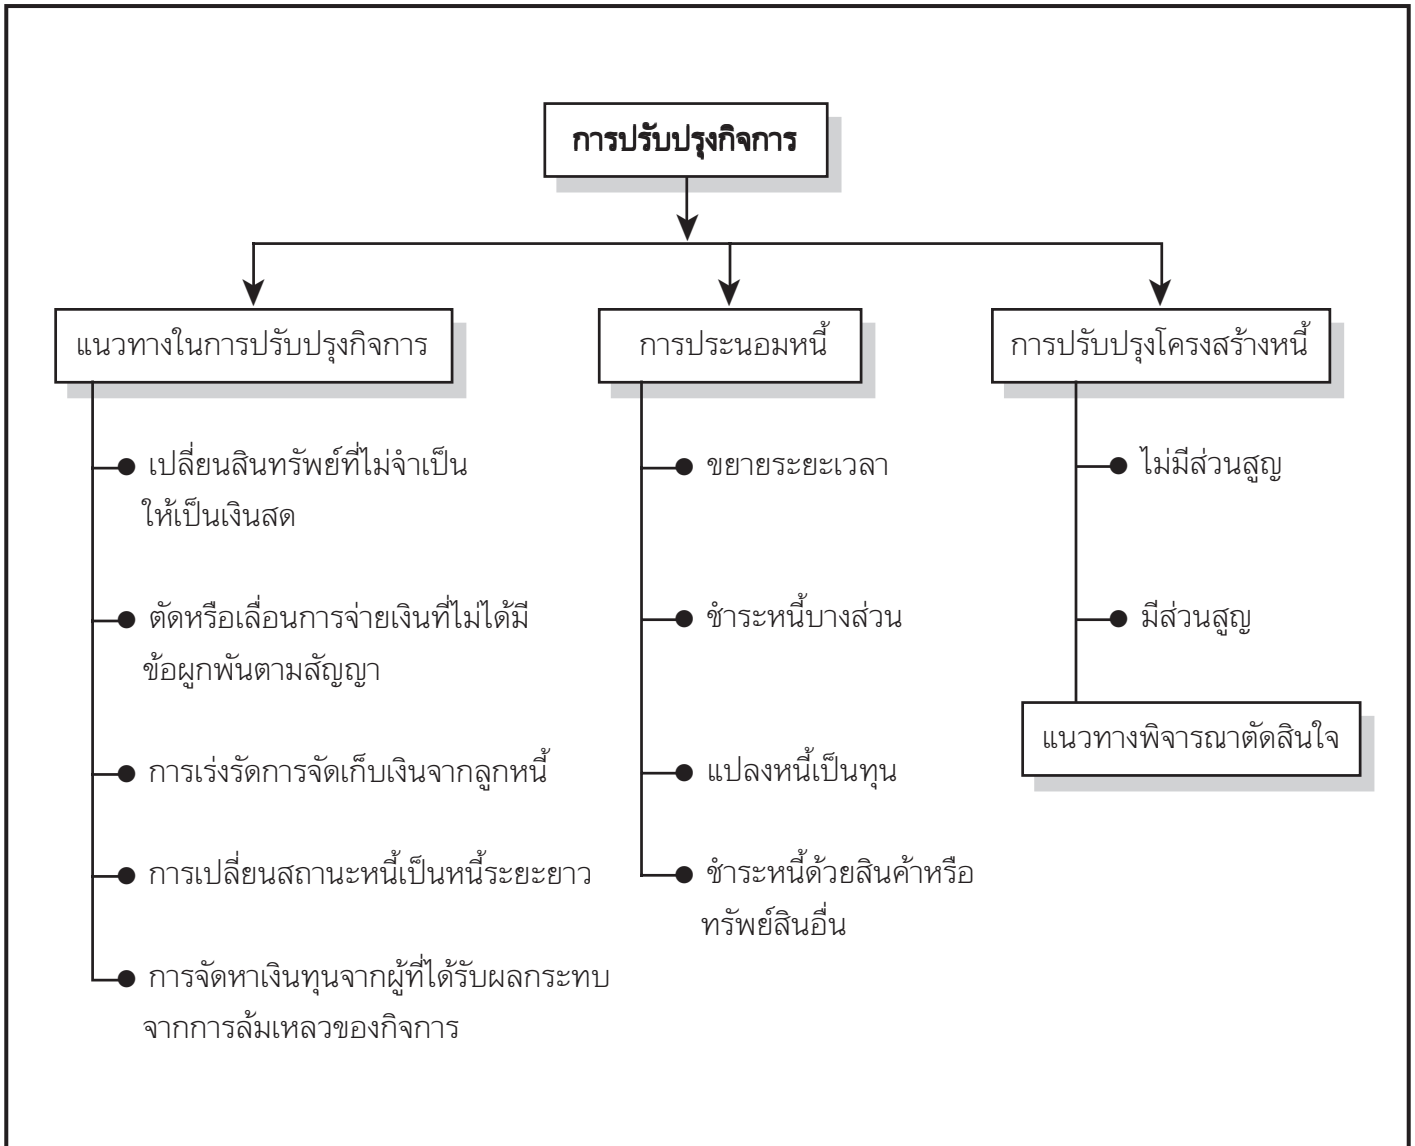 การปรับปรุงกิจการ
แนวทางในการปรับปรุงกิจการ
เปลี่ยนสินทรัพย์ที่ไม่จำเป็น
ให้เป็นเงินสด
ตัดหรือเลื่อนการจ่ายเงินที่ไม่ได้มี
ข้อผูกพันตามสัญญา
การเร่งรัดการจัดเก็บเงินจากลูกหนี้
การเปลี่ยนสถานะหนี้เป็นหนี้ระยะยาว
การจัดหาเงินทุนจากผู้ที่ได้รับผลกระทบ
จากการล้มเหลวของกิจการ
การประนอมหนี้
ขยายระยะเวลา
ชำระหนี้บางส่วน
แปลงหนี้เป็นทุน
ชำระหนี้ด้วยสินค้าหรือ
ทรัพย์สินอื่น
การปรับปรุงโครงสร้างหนี้
ไม่มีส่วนสูญ
มีส่วนสูญ
แนวทางพิจารณาตัดสินใจ